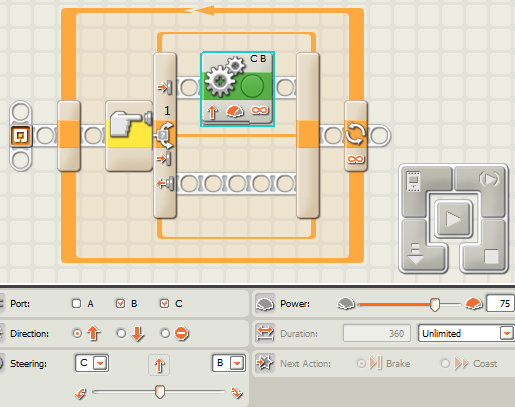 C B
1
Port: A B C
Power: 75
Direction:
Duration: 360 Unlimited
Steering: C B
Next Action: Brake Coast